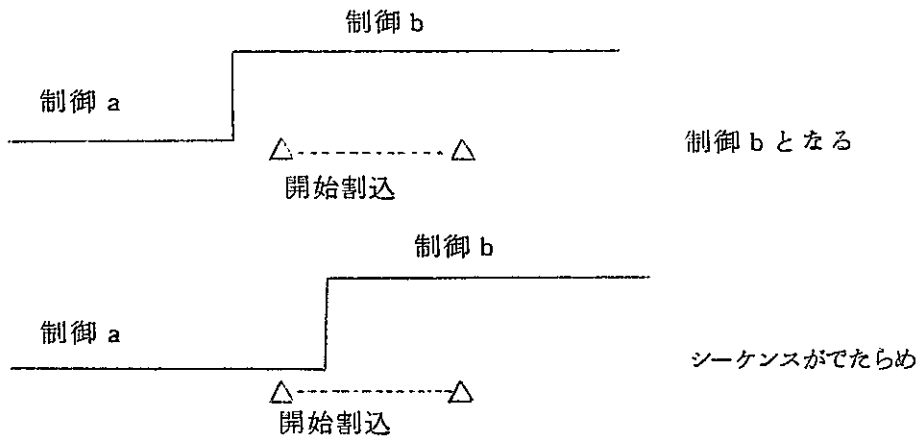 制御 b
制御 a
制御 b となる
開始割込
制御 b
制御 a
シーケンスがでたらめ
開始割込